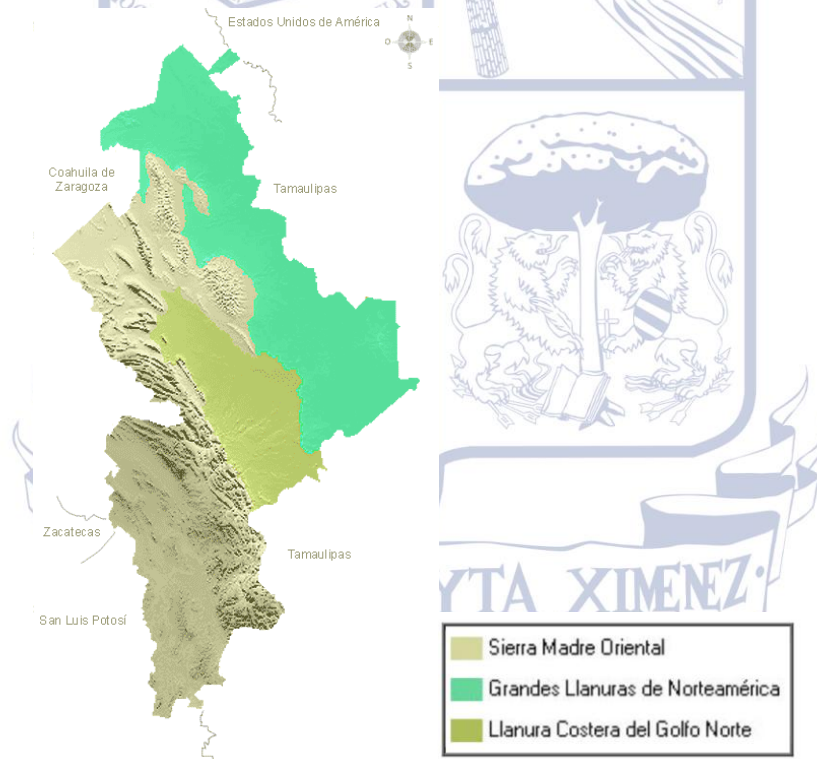 Estados Unidos de América
N
O
E
S
Coahuila de
Zaragoza
Tamaulipas
Zacatecas
Tamaulipas
San Luis Potosí
YTA XIMENEZ
Sierra Madre Oriental
Grandes Llanuras de Norteamérica
Llanura Costera del Golfo Norte